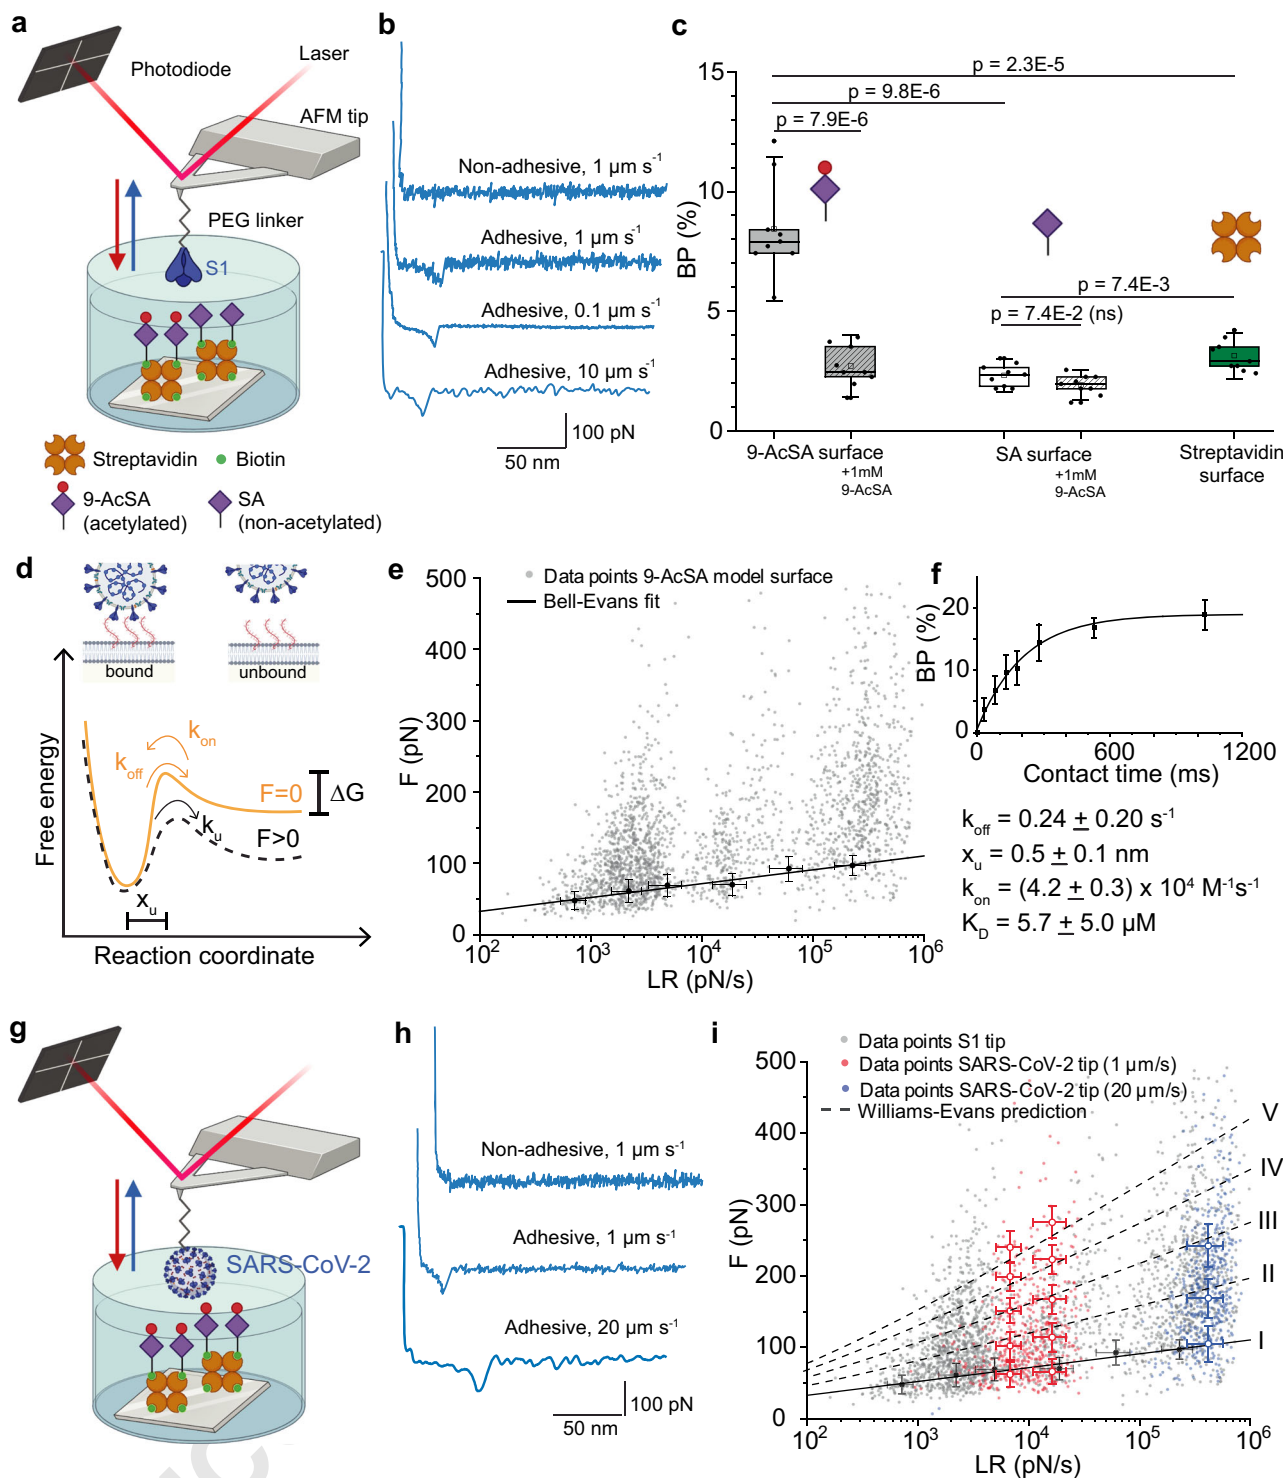 a
Photodiode
Laser
AFM tip
PEG linker
S1
Streptavidin
Biotin
9-AcSA
(acetylated)
SA
(non-acetylated)
b
Non-adhesive, 1 µm s⁻¹
Adhesive, 1 µm s⁻¹
Adhesive, 0.1 µm s⁻¹
Adhesive, 10 µm s⁻¹
100 pN
50 nm
c
BP (%)
15
10
5
0
p = 2.3E-5
p = 9.8E-6
p = 7.9E-6
p = 7.4E-3
p = 7.4E-2 (ns)
9-AcSA surface
+1mM
9-AcSA
SA surface
+1mM
9-AcSA
Streptavidin
surface
d
bound
unbound
Free energy
k_on
k_off
F=0
ΔG
k_u
F>0
x_u
Reaction coordinate
e
Data points 9-AcSA model surface
Bell-Evans fit
F (pN)
500
400
300
200
100
0
10² 10³ 10⁴ 10⁵ 10⁶
LR (pN/s)
f
BP (%)
20
10
0
0 600 1200
Contact time (ms)
k_off = 0.24 ± 0.20 s⁻¹
x_u = 0.5 ± 0.1 nm
k_on = (4.2 ± 0.3) x 10⁴ M⁻¹s⁻¹
K_D = 5.7 ± 5.0 µM
g
SARS-CoV-2
h
Non-adhesive, 1 µm s⁻¹
Adhesive, 1 µm s⁻¹
Adhesive, 20 µm s⁻¹
100 pN
50 nm
i
Data points S1 tip
Data points SARS-CoV-2 tip (1 µm/s)
Data points SARS-CoV-2 tip (20 µm/s)
Williams-Evans prediction
F (pN)
500
400
300
200
100
0
V
IV
III
II
I
10² 10³ 10⁴ 10⁵ 10⁶
LR (pN/s)